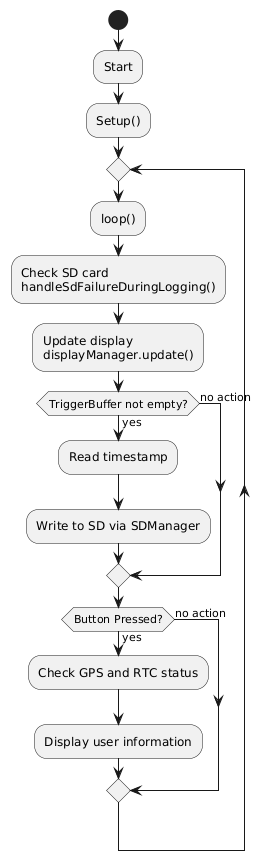 Start
Setup()
loop()
Check SD card
handleSdFailureDuringLogging()
Update display
displayManager.update()
TriggerBuffer not empty?
no action
yes
Read timestamp
Write to SD via SDManager
Button Pressed?
no action
yes
Check GPS and RTC status
Display user information